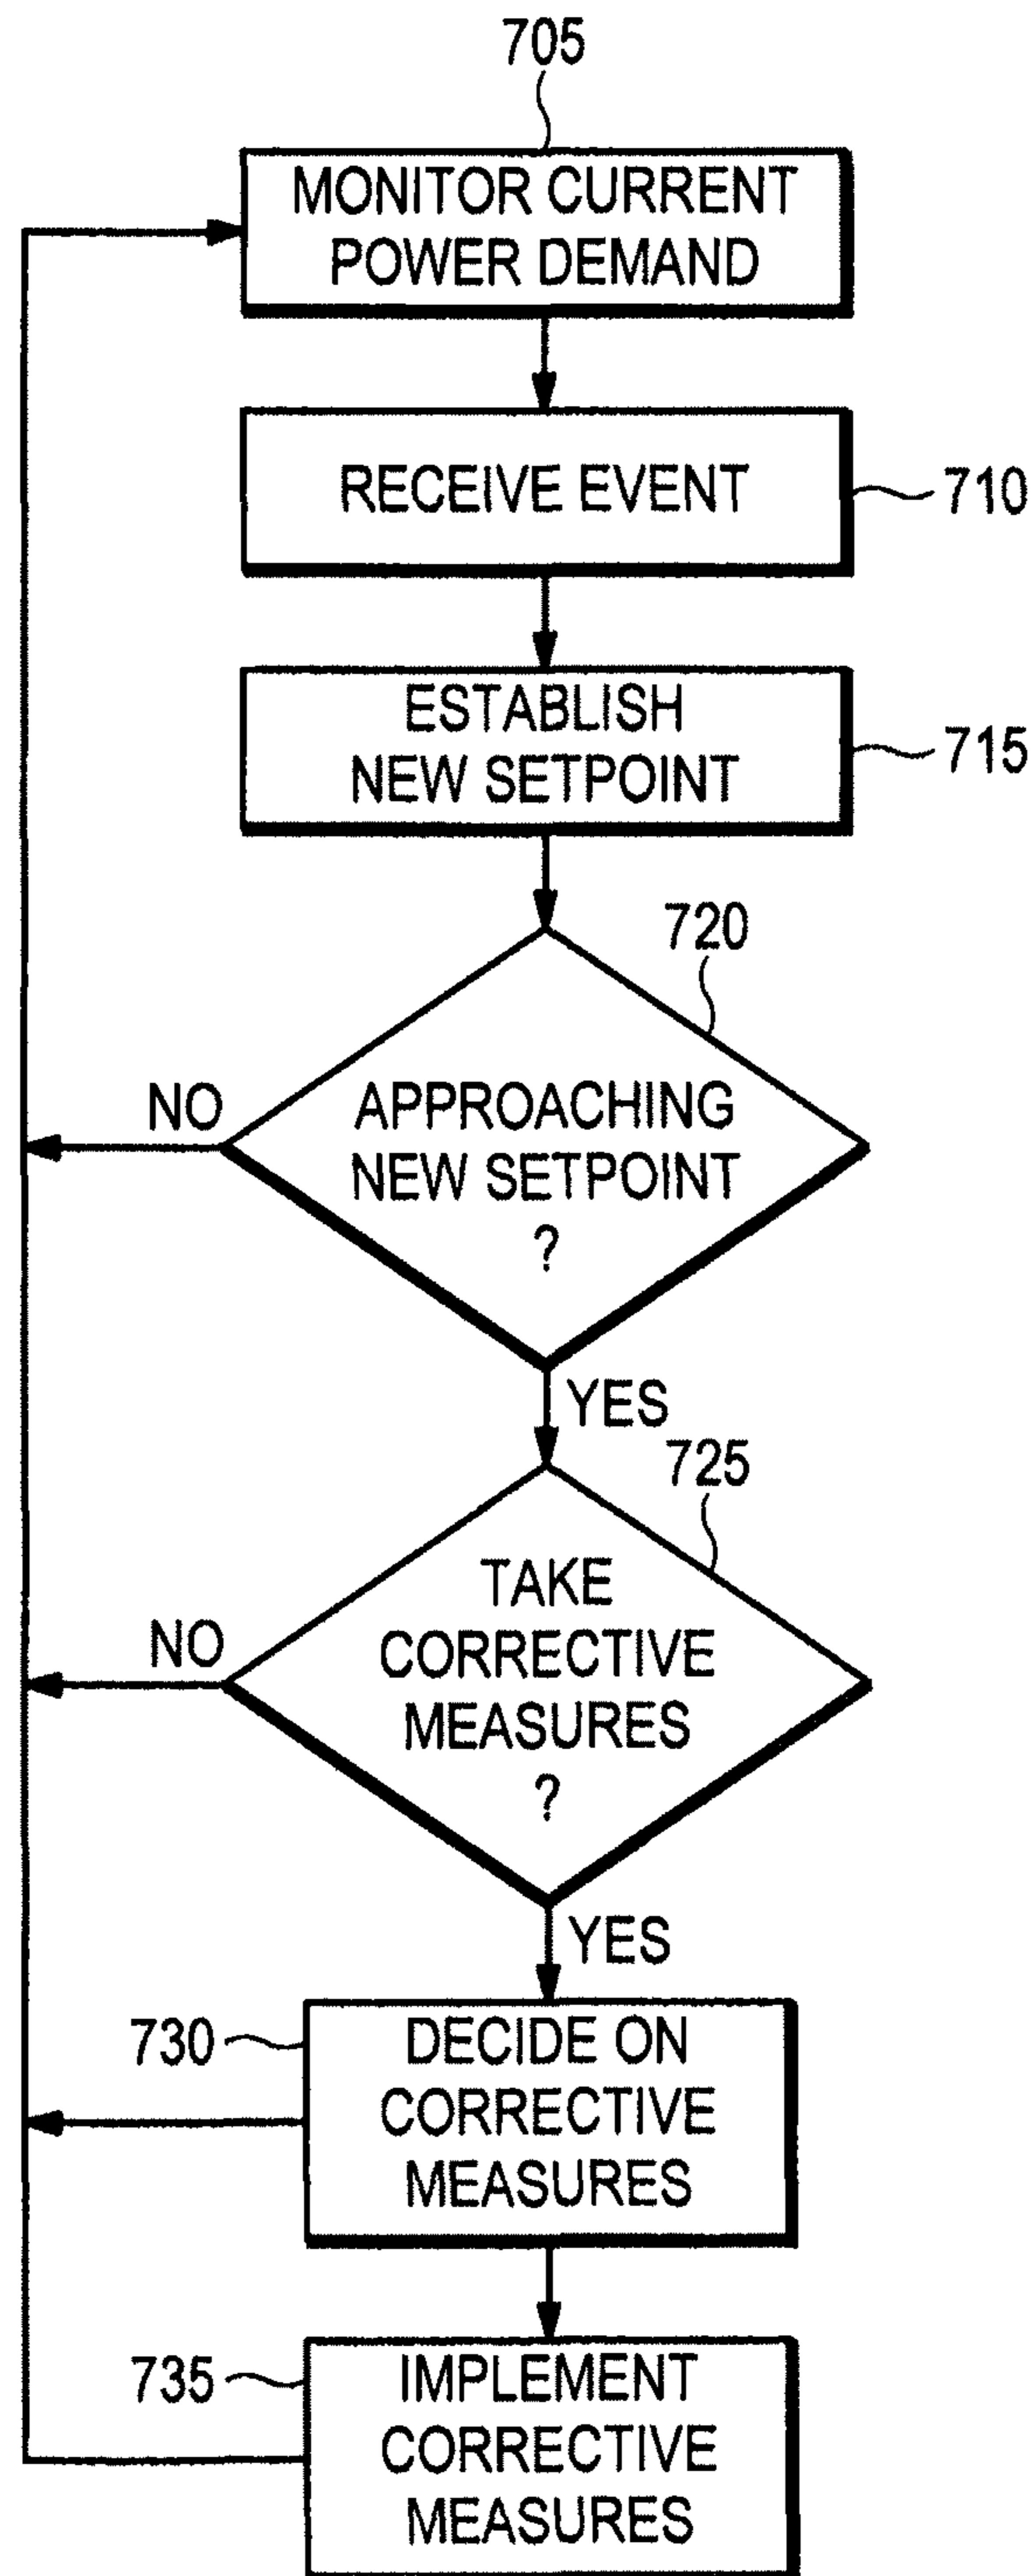 705
MONITOR CURRENT
POWER DEMAND
RECEIVE EVENT
710
ESTABLISH
NEW SETPOINT
715
720
NO
APPROACHING
NEW SETPOINT
?
YES
725
NO
TAKE
CORRECTIVE
MEASURES
?
YES
730
DECIDE ON
CORRECTIVE
MEASURES
735
IMPLEMENT
CORRECTIVE
MEASURES